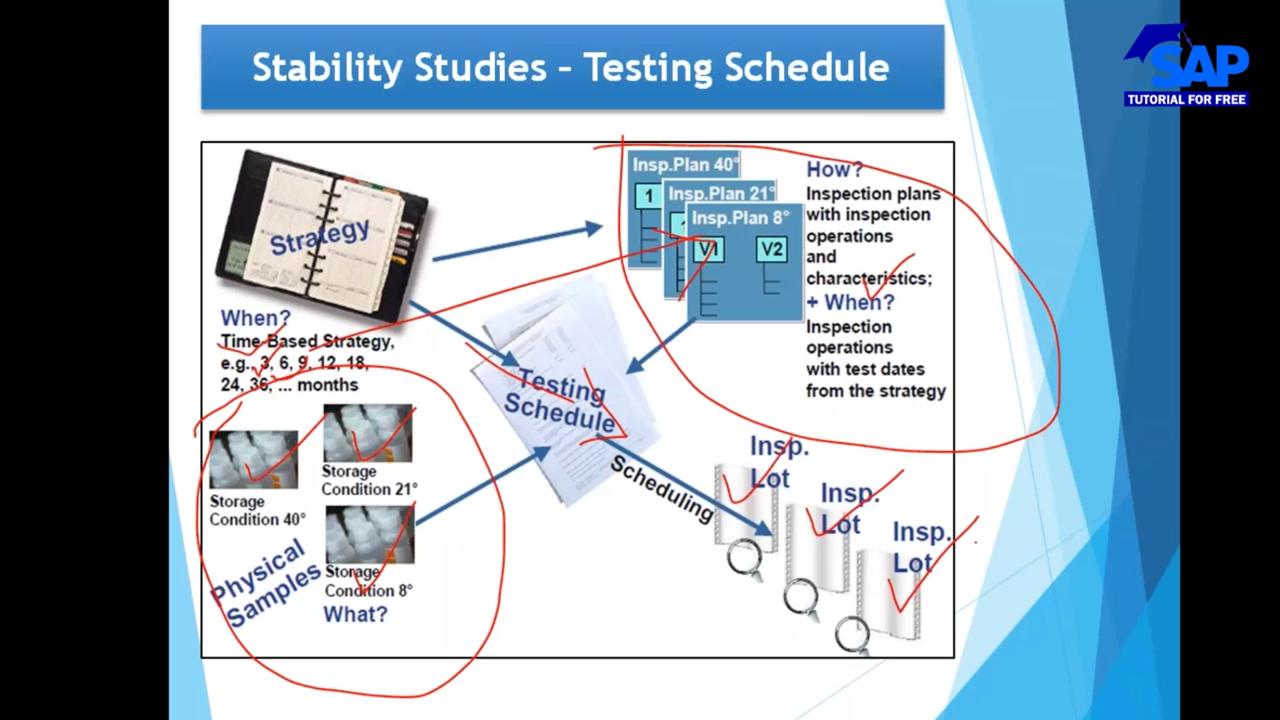 Stability Studies - Testing Schedule
SAP
TUTORIAL FOR FREE
Strategy
When?
Time-Based Strategy,
e.g., 3, 6, 9, 12, 18,
24, 36, ... months
Insp.Plan 40°
1
Insp.Plan 21°
Insp.Plan 8°
V1
V2
How?
Inspection plans
with inspection
operations
and
characteristics;
+ When?
Inspection
operations
with test dates
from the strategy
Testing
Schedule
Storage
Condition 40°
Storage
Condition 21°
Storage
Condition 8°
Physical
Samples
What?
Scheduling
Insp.
Lot
Insp.
Lot
Insp.
Lot